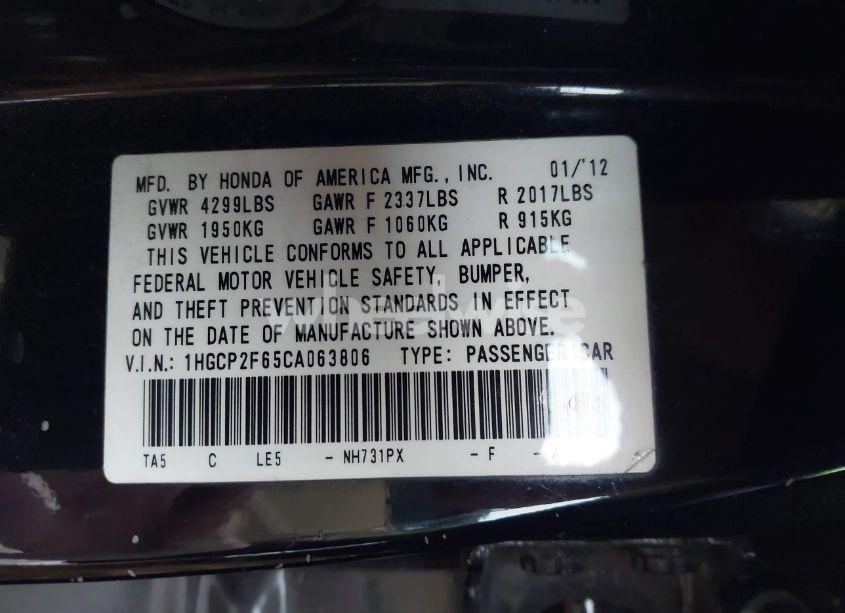 MFD. BY HONDA OF AMERICA MFG., INC. 01/'12
GVWR 4299LBS GAWR F 2337LBS R 2017LBS
GVWR 1950KG GAWR F 1060KG R 915KG
THIS VEHICLE CONFORMS TO ALL APPLICABLE
FEDERAL MOTOR VEHICLE SAFETY, BUMPER,
AND THEFT PREVENTION STANDARDS IN EFFECT
ON THE DATE OF MANUFACTURE SHOWN ABOVE.
V.I.N.: 1HGCP2F65CA063806 TYPE: PASSENGER CAR
TA5 C LE5 - NH731PX - F - A